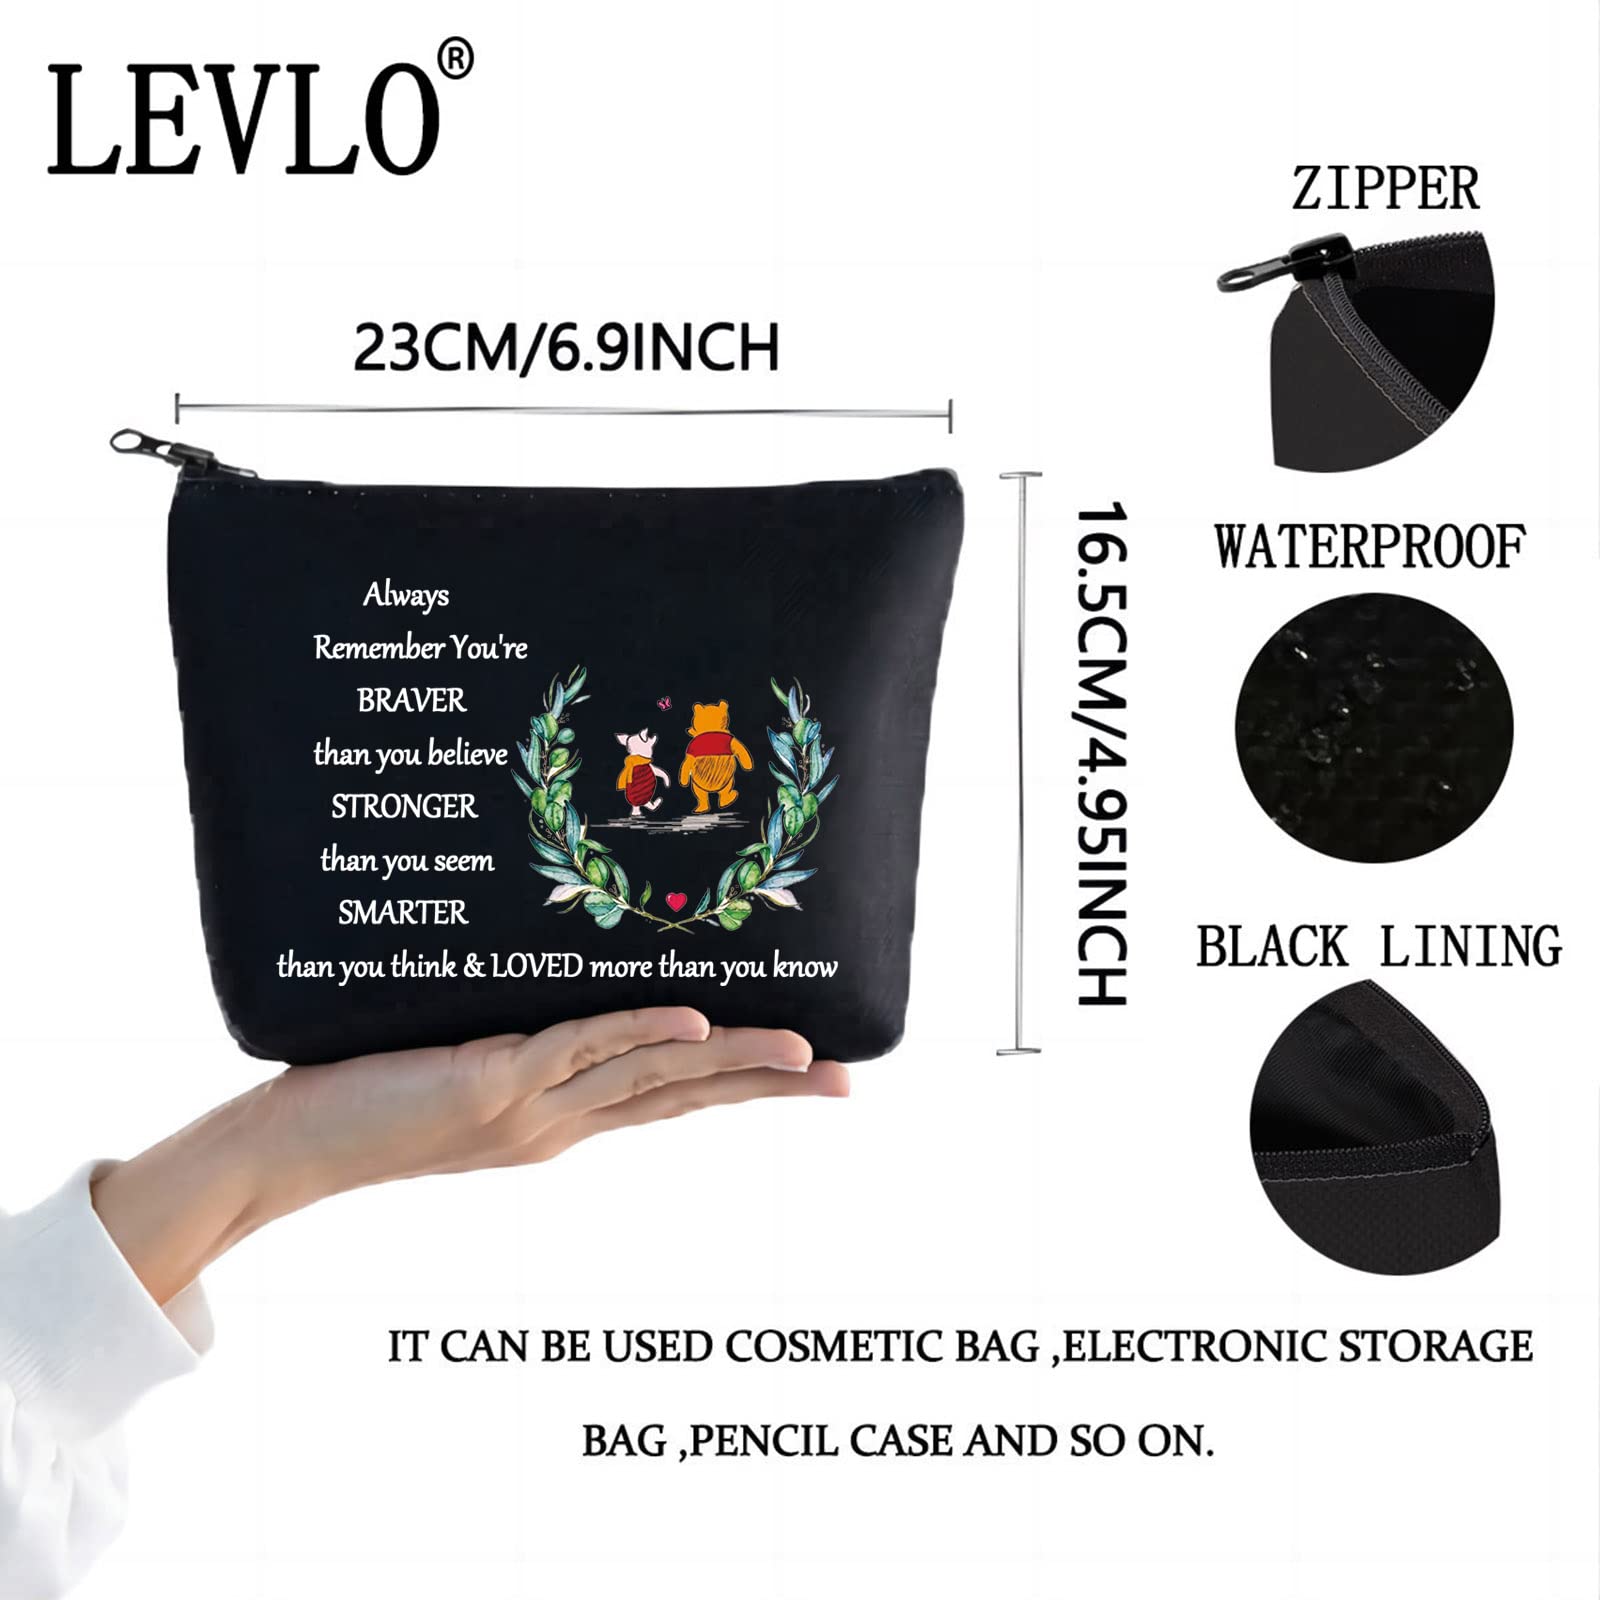 LEVLO®
23CM/6.9INCH
16.5CM/4.95INCH
Always
Remember You're
BRAVER
than you believe
STRONGER
than you seem
SMARTER
than you think & LOVED more than you know
ZIPPER
WATERPROOF
BLACK LINING
IT CAN BE USED COSMETIC BAG ,ELECTRONIC STORAGE
BAG ,PENCIL CASE AND SO ON.